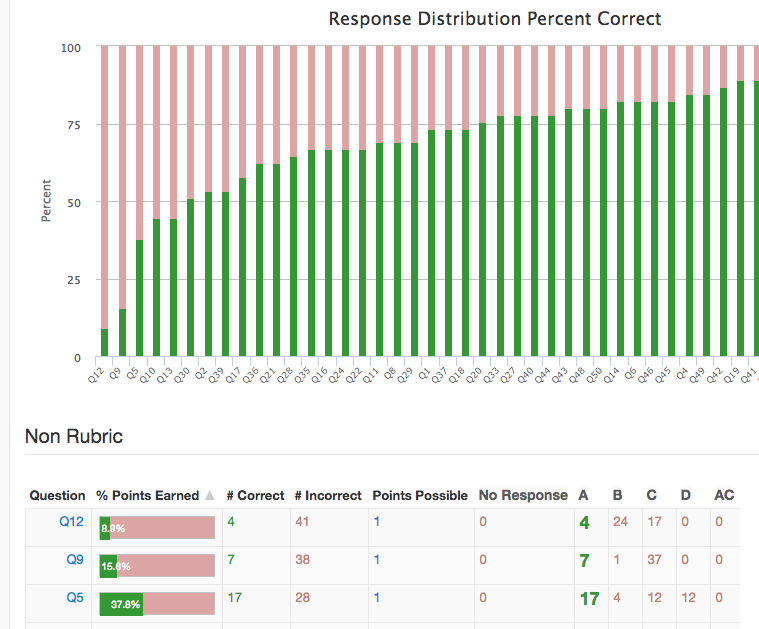 Response Distribution Percent Correct
100
75
50
25
0
Percent
Q12 Q9 Q5 Q10 Q13 Q30 Q2 Q39 Q17 Q36 Q21 Q28 Q35 Q16 Q24 Q22 Q11 Q8 Q29 Q1 Q37 Q18 Q20 Q33 Q27 Q40 Q44 Q43 Q48 Q50 Q14 Q6 Q46 Q45 Q4 Q49 Q42 Q19 Q41
Non Rubric
Question % Points Earned ▲ # Correct # Incorrect Points Possible No Response A B C D AC
Q12 8.9% 4 41 1 0 4 24 17 0 0
Q9 15.6% 7 38 1 0 7 1 37 0 0
Q5 37.8% 17 28 1 0 17 4 12 12 0